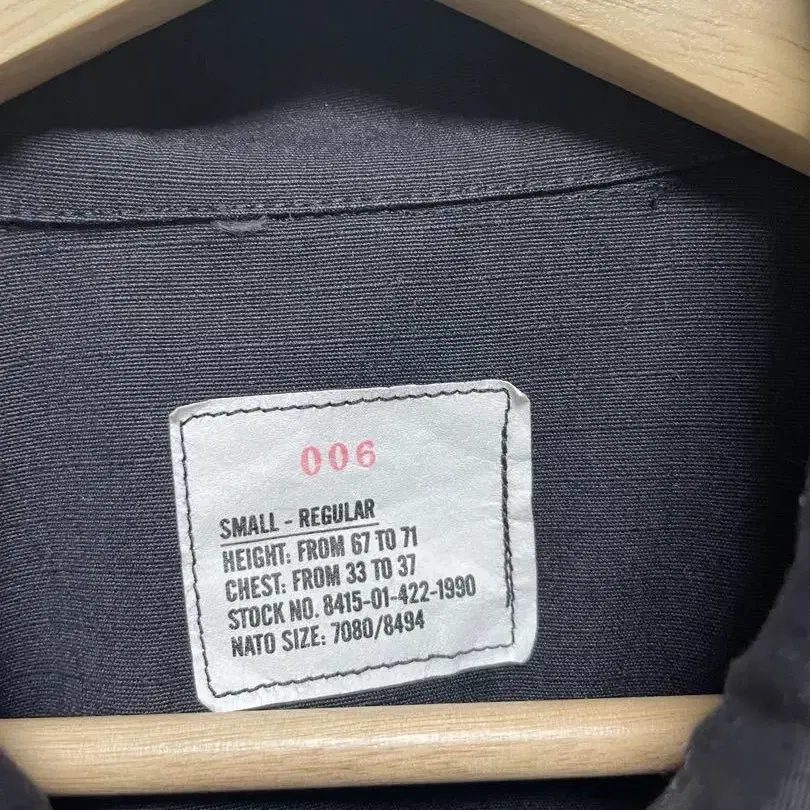 006
SMALL - REGULAR
HEIGHT: FROM 67 TO 71
CHEST: FROM 33 TO 37
STOCK NO. 8415-01-422-1990
NATO SIZE: 7080/8494